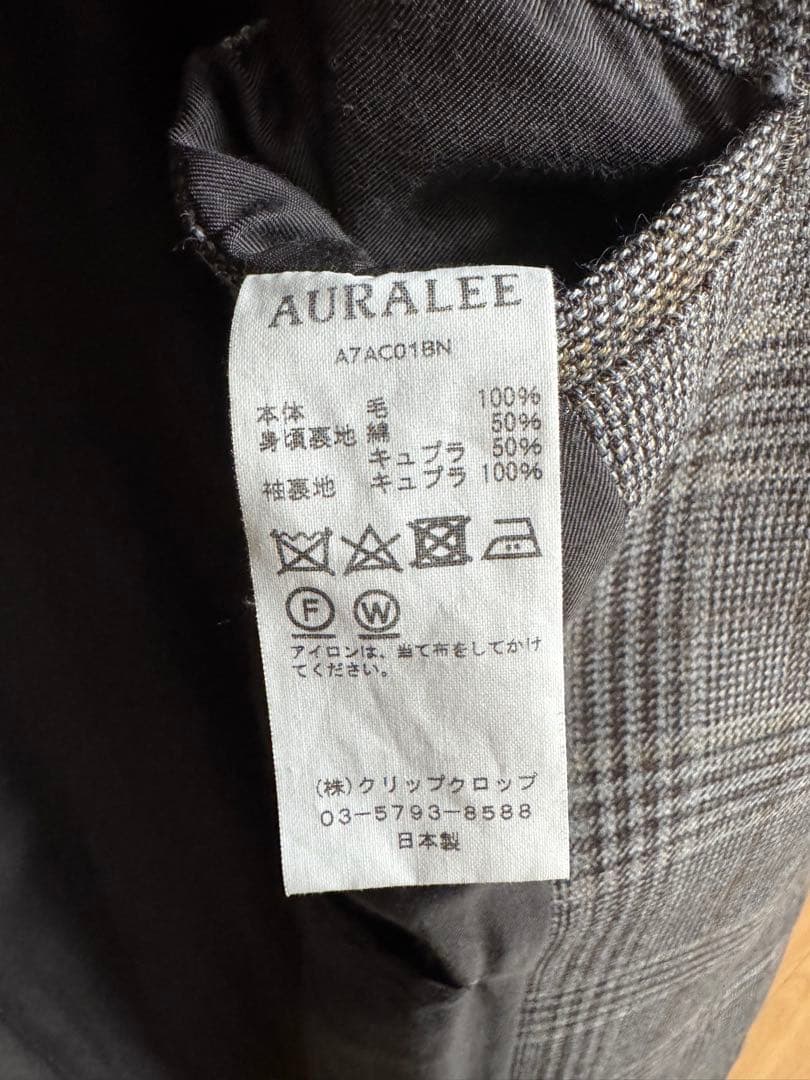 AURALEE
A7AC01BN
本体 毛 100%
身頃裏地 綿 50%
キュプラ 50%
袖裏地 キュプラ 100%
F W
アイロンは、当て布をしてかけ
てください。
(株)クリップクロップ
03-5793-8588
日本製